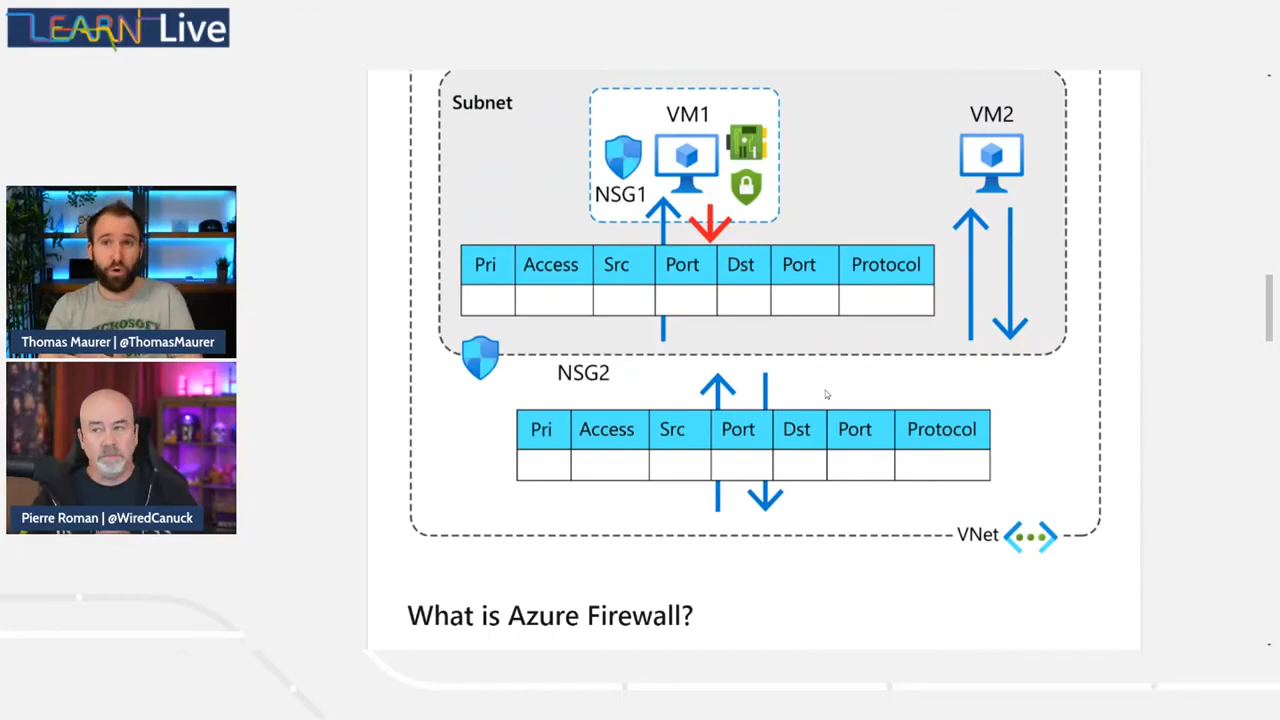 LEARN Live
Subnet
VM1
VM2
NSG1
Pri Access Src Port Dst Port Protocol
NSG2
Pri Access Src Port Dst Port Protocol
VNet
What is Azure Firewall?
Thomas Maurer | @ThomasMaurer
MICROSOFT
Pierre Roman | @WiredCanuck